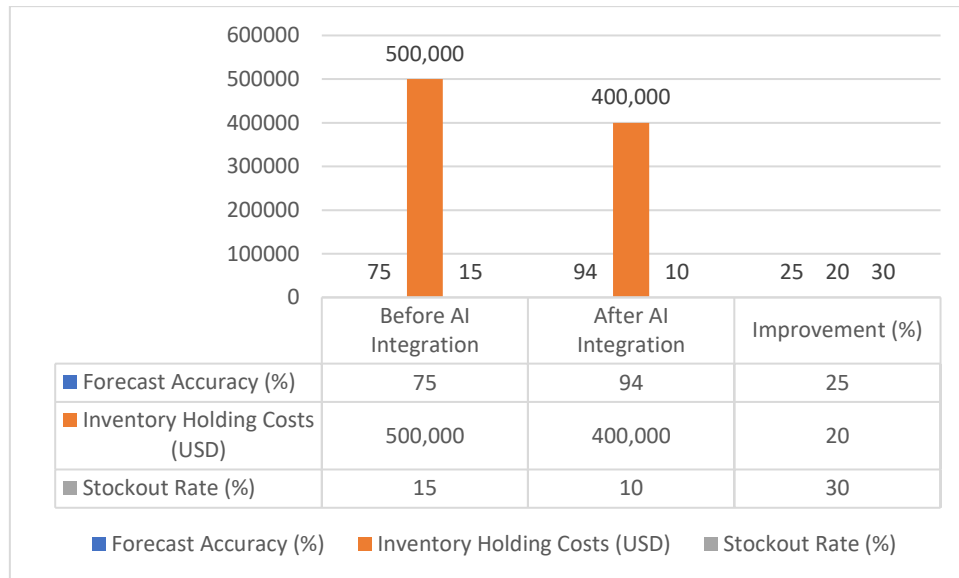 600000
500,000
500000
400,000
400000
300000
200000
100000
75 15 94 10 25 20 30
0
Before AI Integration After AI Integration Improvement (%)
Forecast Accuracy (%) 75 94 25
Inventory Holding Costs (USD) 500,000 400,000 20
Stockout Rate (%) 15 10 30
Forecast Accuracy (%) Inventory Holding Costs (USD) Stockout Rate (%)